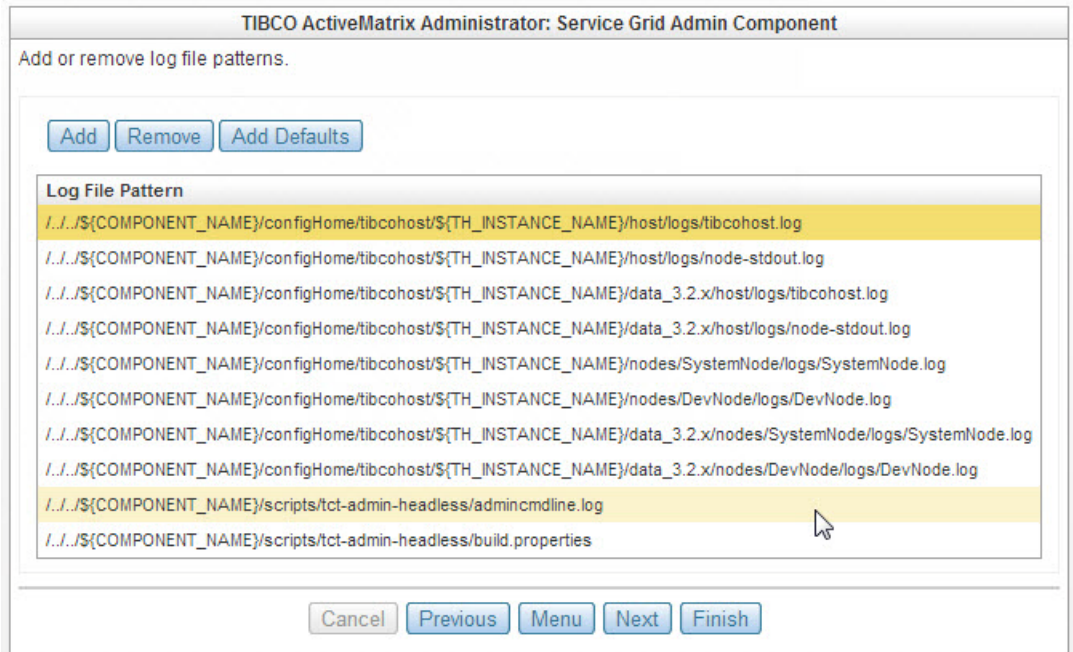 TIBCO ActiveMatrix Administrator: Service Grid Admin Component
Add or remove log file patterns.
Add Remove Add Defaults
Log File Pattern
/../../${COMPONENT_NAME}/configHome/tibcohost/${TH_INSTANCE_NAME}/host/logs/tibcohost.log
/../../${COMPONENT_NAME}/configHome/tibcohost/${TH_INSTANCE_NAME}/host/logs/node-stdout.log
/../../${COMPONENT_NAME}/configHome/tibcohost/${TH_INSTANCE_NAME}/data_3.2.x/host/logs/tibcohost.log
/../../${COMPONENT_NAME}/configHome/tibcohost/${TH_INSTANCE_NAME}/data_3.2.x/host/logs/node-stdout.log
/../../${COMPONENT_NAME}/configHome/tibcohost/${TH_INSTANCE_NAME}/nodes/SystemNode/logs/SystemNode.log
/../../${COMPONENT_NAME}/configHome/tibcohost/${TH_INSTANCE_NAME}/nodes/DevNode/logs/DevNode.log
/../../${COMPONENT_NAME}/configHome/tibcohost/${TH_INSTANCE_NAME}/data_3.2.x/nodes/SystemNode/logs/SystemNode.log
/../../${COMPONENT_NAME}/configHome/tibcohost/${TH_INSTANCE_NAME}/data_3.2.x/nodes/DevNode/logs/DevNode.log
/../../${COMPONENT_NAME}/scripts/tct-admin-headless/admincmdline.log
/../../${COMPONENT_NAME}/scripts/tct-admin-headless/build.properties
Cancel Previous Menu Next Finish